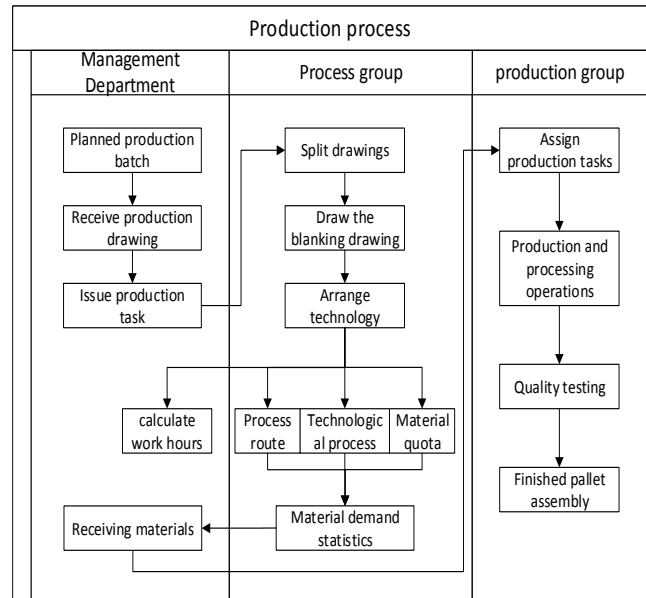 Production process
Management
Department
Process group
production group
Planned production
batch
Receive production
drawing
Issue production
task
Split drawings
Draw the
blanking drawing
Arrange
technology
calculate
work hours
Process
route
Technologic
al process
Material
quota
Receiving materials
Material demand
statistics
Assign
production tasks
Production and
processing
operations
Quality testing
Finished pallet
assembly